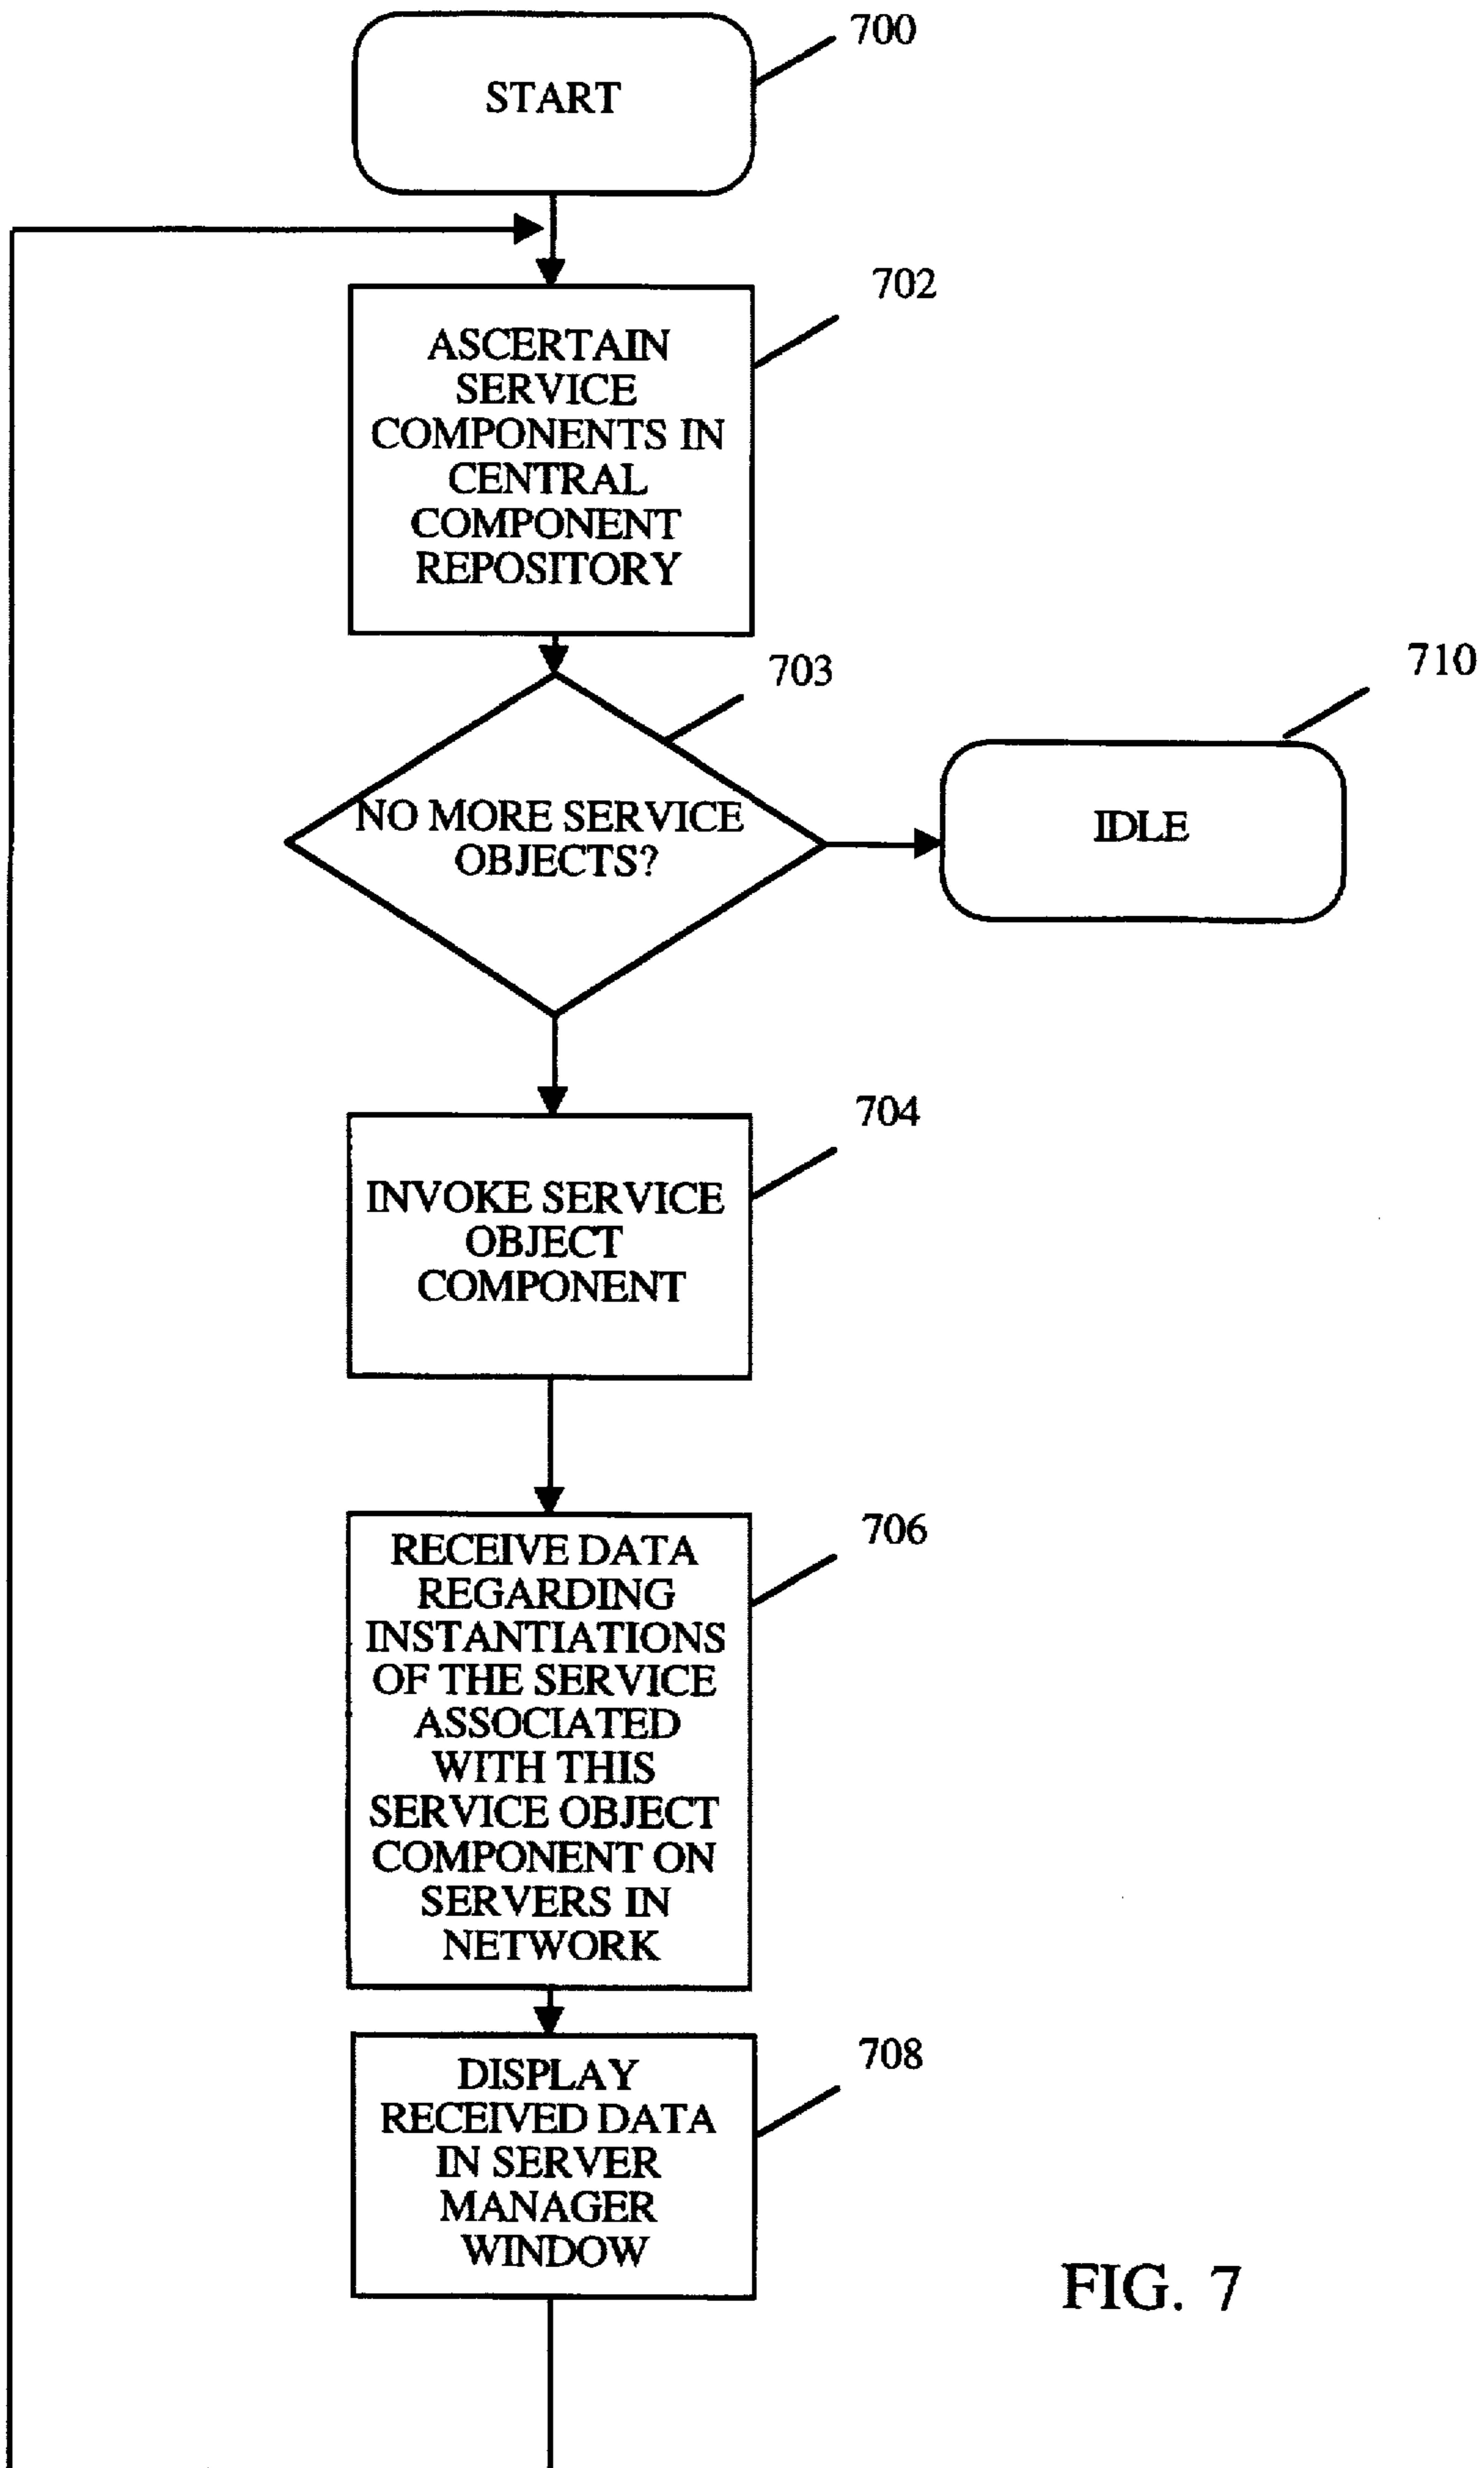 700
START
702
ASCERTAIN
SERVICE
COMPONENTS IN
CENTRAL
COMPONENT
REPOSITORY
703
710
NO MORE SERVICE
OBJECTS?
IDLE
704
INVOKE SERVICE
OBJECT
COMPONENT
706
RECEIVE DATA
REGARDING
INSTANTIATIONS
OF THE SERVICE
ASSOCIATED
WITH THIS
SERVICE OBJECT
COMPONENT ON
SERVERS IN
NETWORK
708
DISPLAY
RECEIVED DATA
IN SERVER
MANAGER
WINDOW
FIG. 7